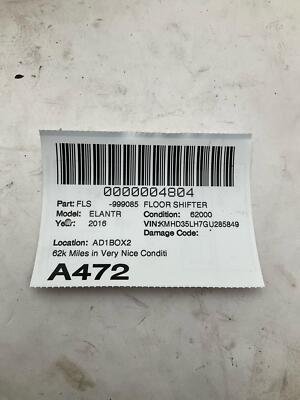 0000004804
Part: FLS -999085 FLOOR SHIFTER
Model: ELANTR Condition: 62000
Year: 2016 VIN:KMHD35LH7GU285849
Damage Code:
Location: AD1BOX2
62k Miles in Very Nice Conditi
A472